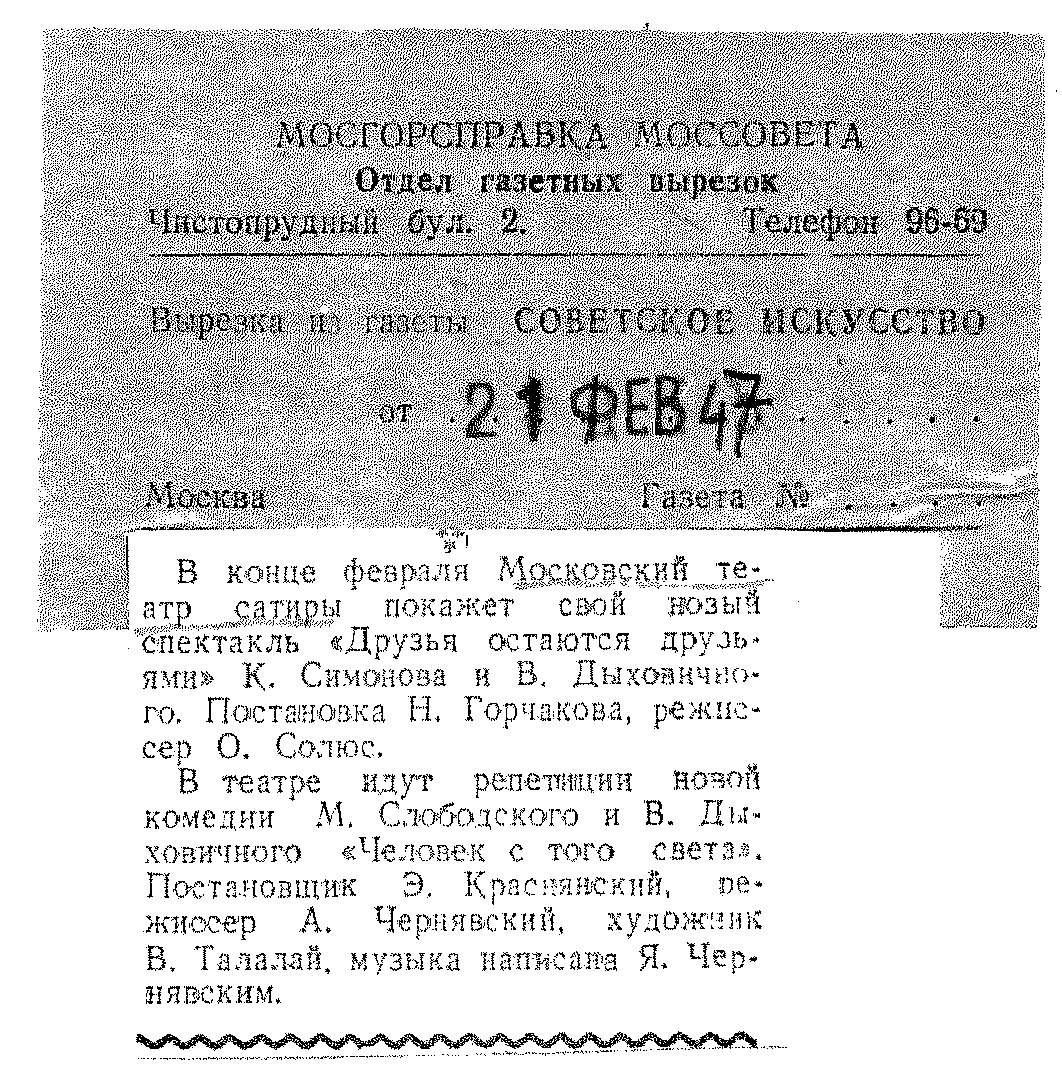 МОСГОРСПРАВКА МОССОВЕТА
Отдел газетных вырезок
Чистопрудный бул. 2. Телефон 96-69
Вырезка из газеты СОВЕТСКОЕ ИСКУССТВО
от . 21 ФЕВ 47 . . . . .
Москва Газета № . . . .
В конце февраля Московский те-
атр сатиры покажет свой новый
спектакль «Друзья остаются друзь-
ями» К. Симонова и В. Дыховично-
го. Постановка Н. Горчакова, режис-
сер О. Солюс.
В театре идут репетиции новой
комедии М. Слободского и В. Ды-
ховичного «Человек с того света».
Постановщик Э. Краснянский, ре-
жиссер А. Чернявский, художник
В. Талалай, музыка написана Я. Чер-
нявским.